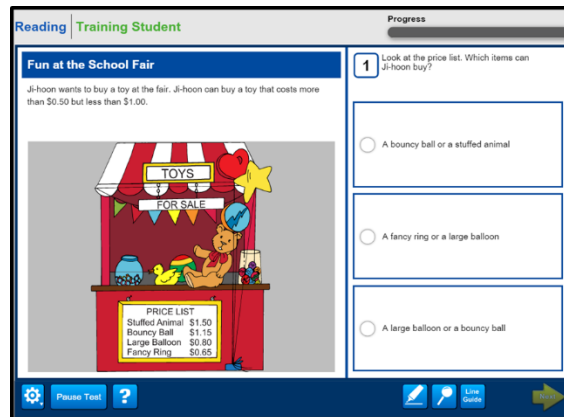 Reading Training Student
Progress
Fun at the School Fair
Ji-hoon wants to buy a toy at the fair. Ji-hoon can buy a toy that costs more
than $0.50 but less than $1.00.
TOYS
FOR SALE
PRICE LIST
Stuffed Animal $1.50
Bouncy Ball $1.15
Large Balloon $0.80
Fancy Ring $0.65
1
Look at the price list. Which items can
Ji-hoon buy?
A bouncy ball or a stuffed animal
A fancy ring or a large balloon
A large balloon or a bouncy ball
Pause Test
?
Line
Guide
Next